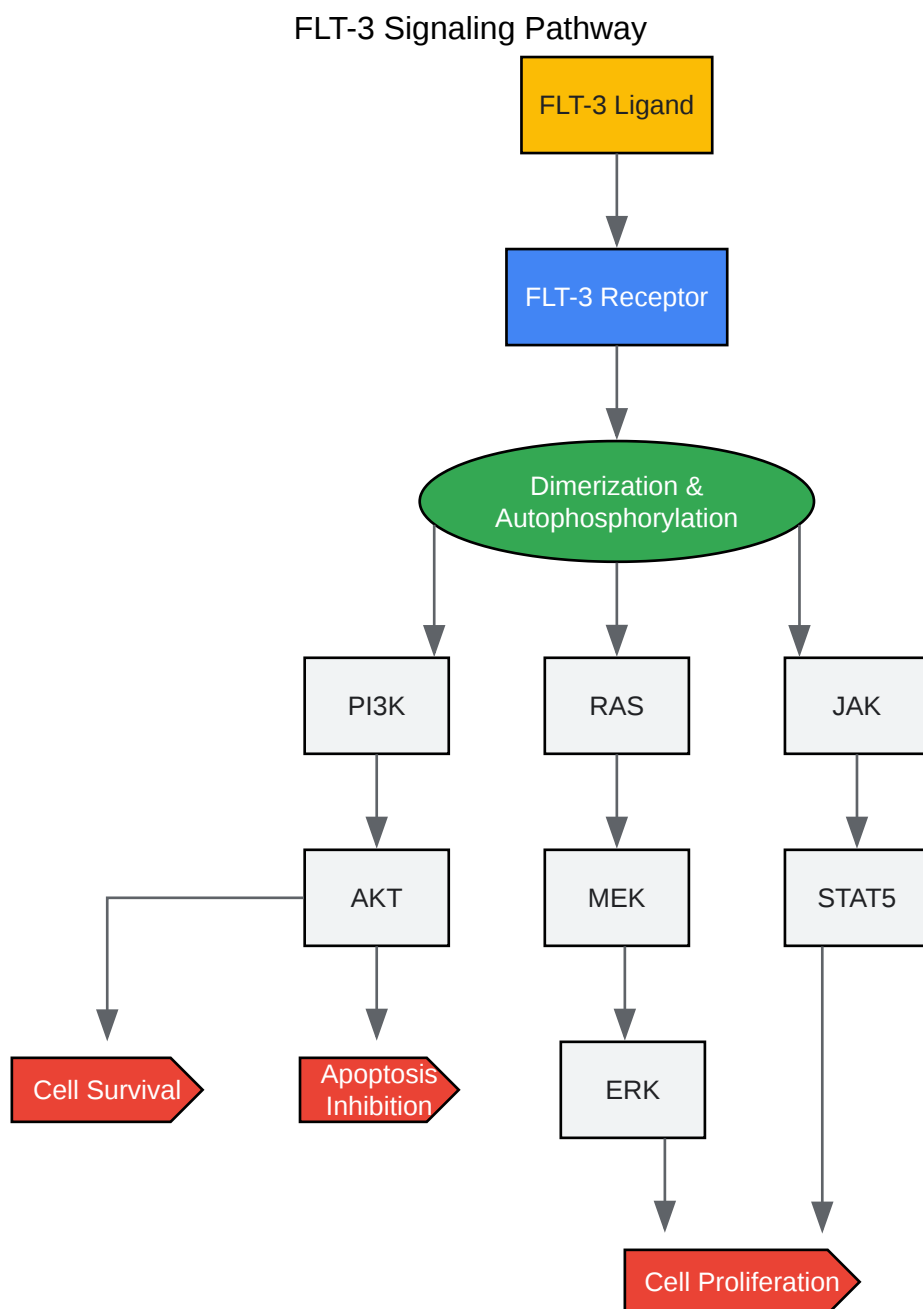 FLT-3 Signaling Pathway
FLT-3 Ligand
FLT-3 Receptor
Dimerization &
Autophosphorylation
PI3K
RAS
JAK
AKT
MEK
STAT5
Cell Survival
Apoptosis
Inhibition
ERK
Cell Proliferation